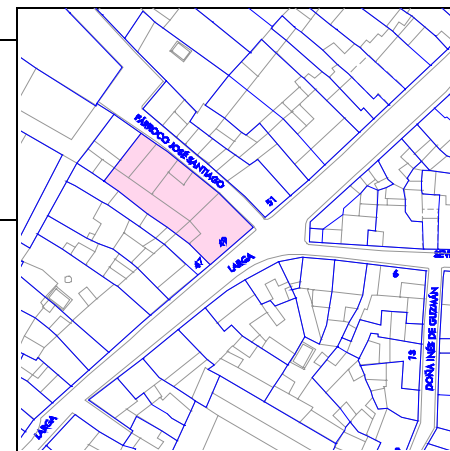 PÁRROCO JOSÉ SANTIAGO
51
49
47
LARGA
6
DOÑA INÉS DE GUZMÁN
13
LARGA